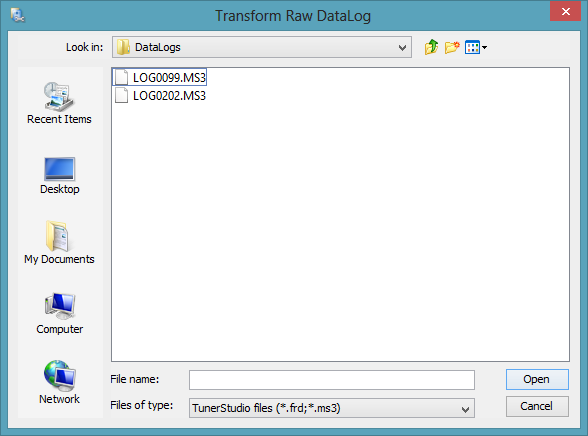 Transform Raw DataLog
Look in: DataLogs
LOG0099.MS3
LOG0202.MS3
Recent Items
Desktop
My Documents
Computer
Network
File name:
Open
Files of type: TunerStudio files (*.frd;*.ms3)
Cancel